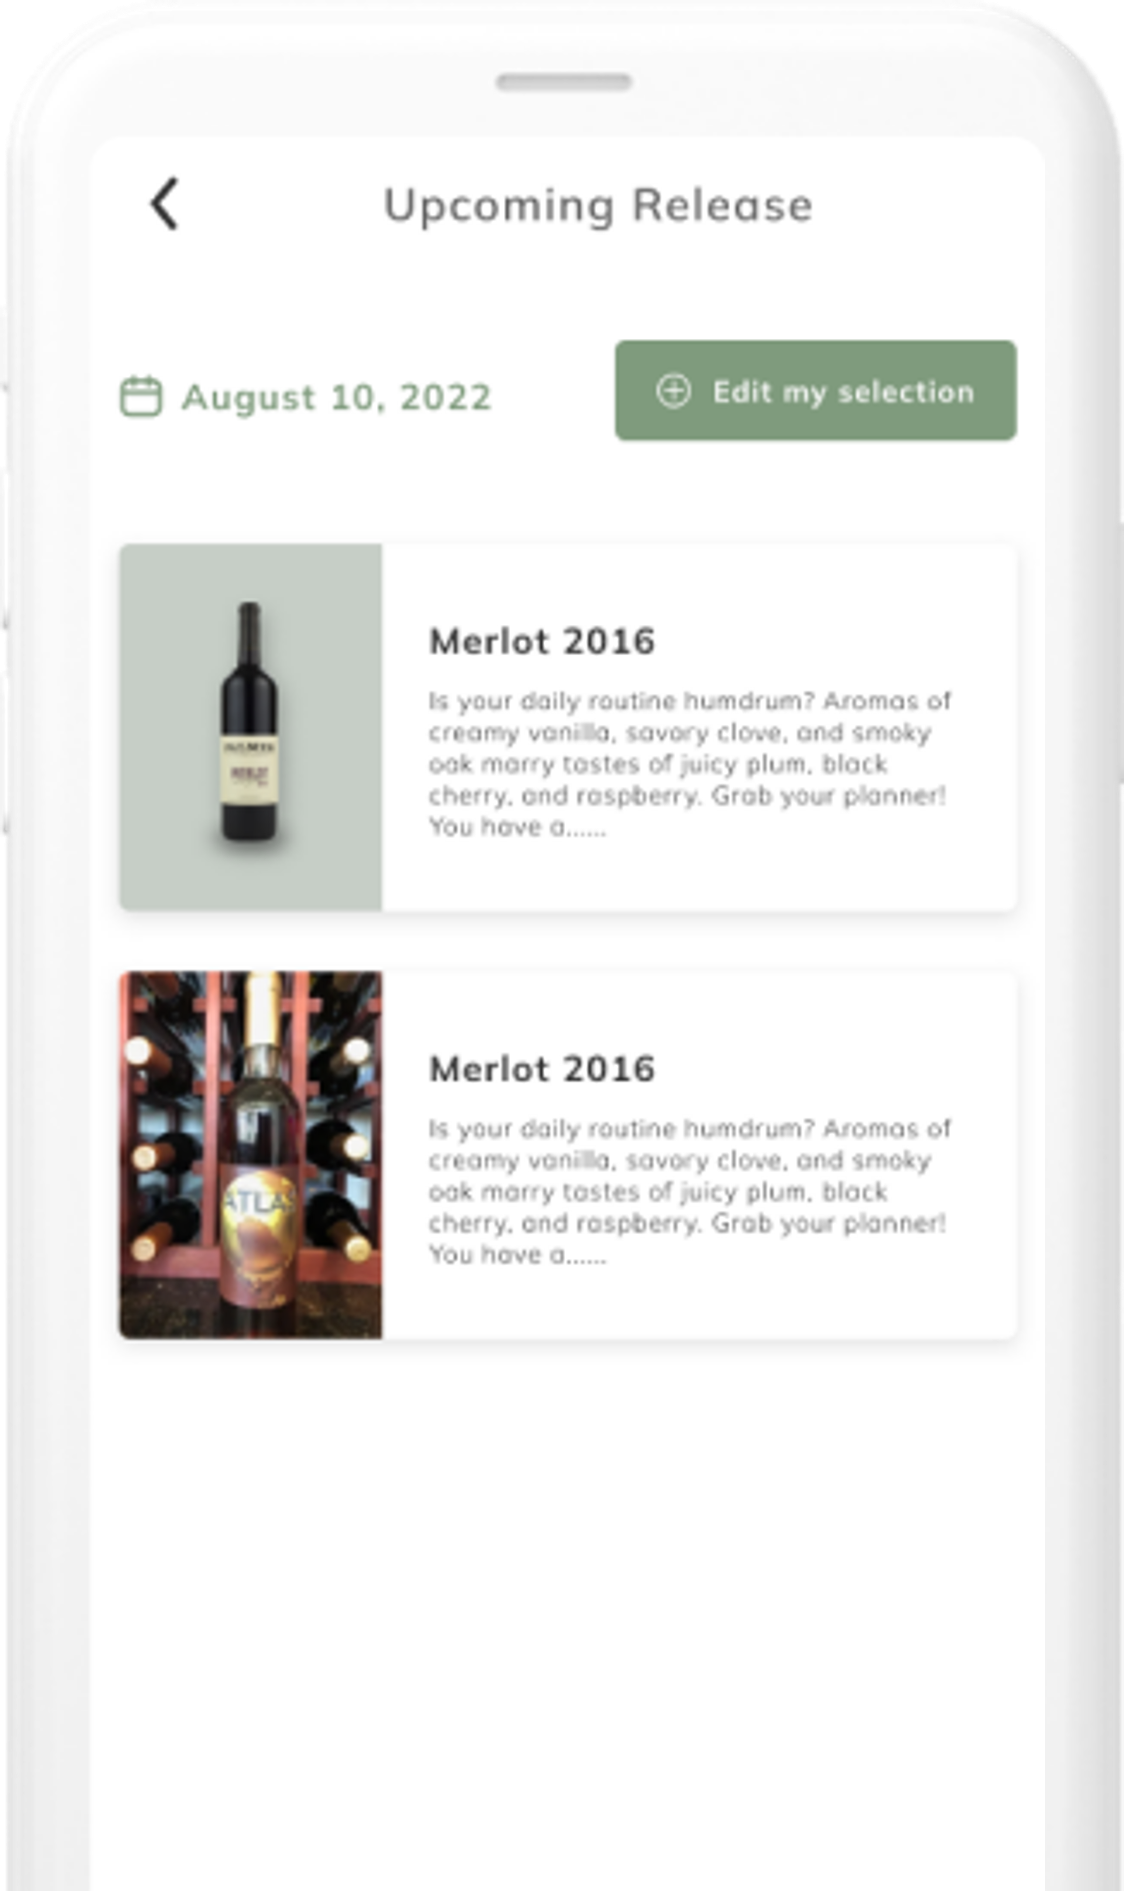 Upcoming Release
August 10, 2022
Edit my selection
Merlot 2016
Is your daily routine humdrum? Aromas of
creamy vanilla, savory clove, and smoky
oak marry tastes of juicy plum, black
cherry, and raspberry. Grab your planner!
You have a......
MERLOT
Merlot 2016
Is your daily routine humdrum? Aromas of
creamy vanilla, savory clove, and smoky
oak marry tastes of juicy plum, black
cherry, and raspberry. Grab your planner!
You have a......
ATLAS